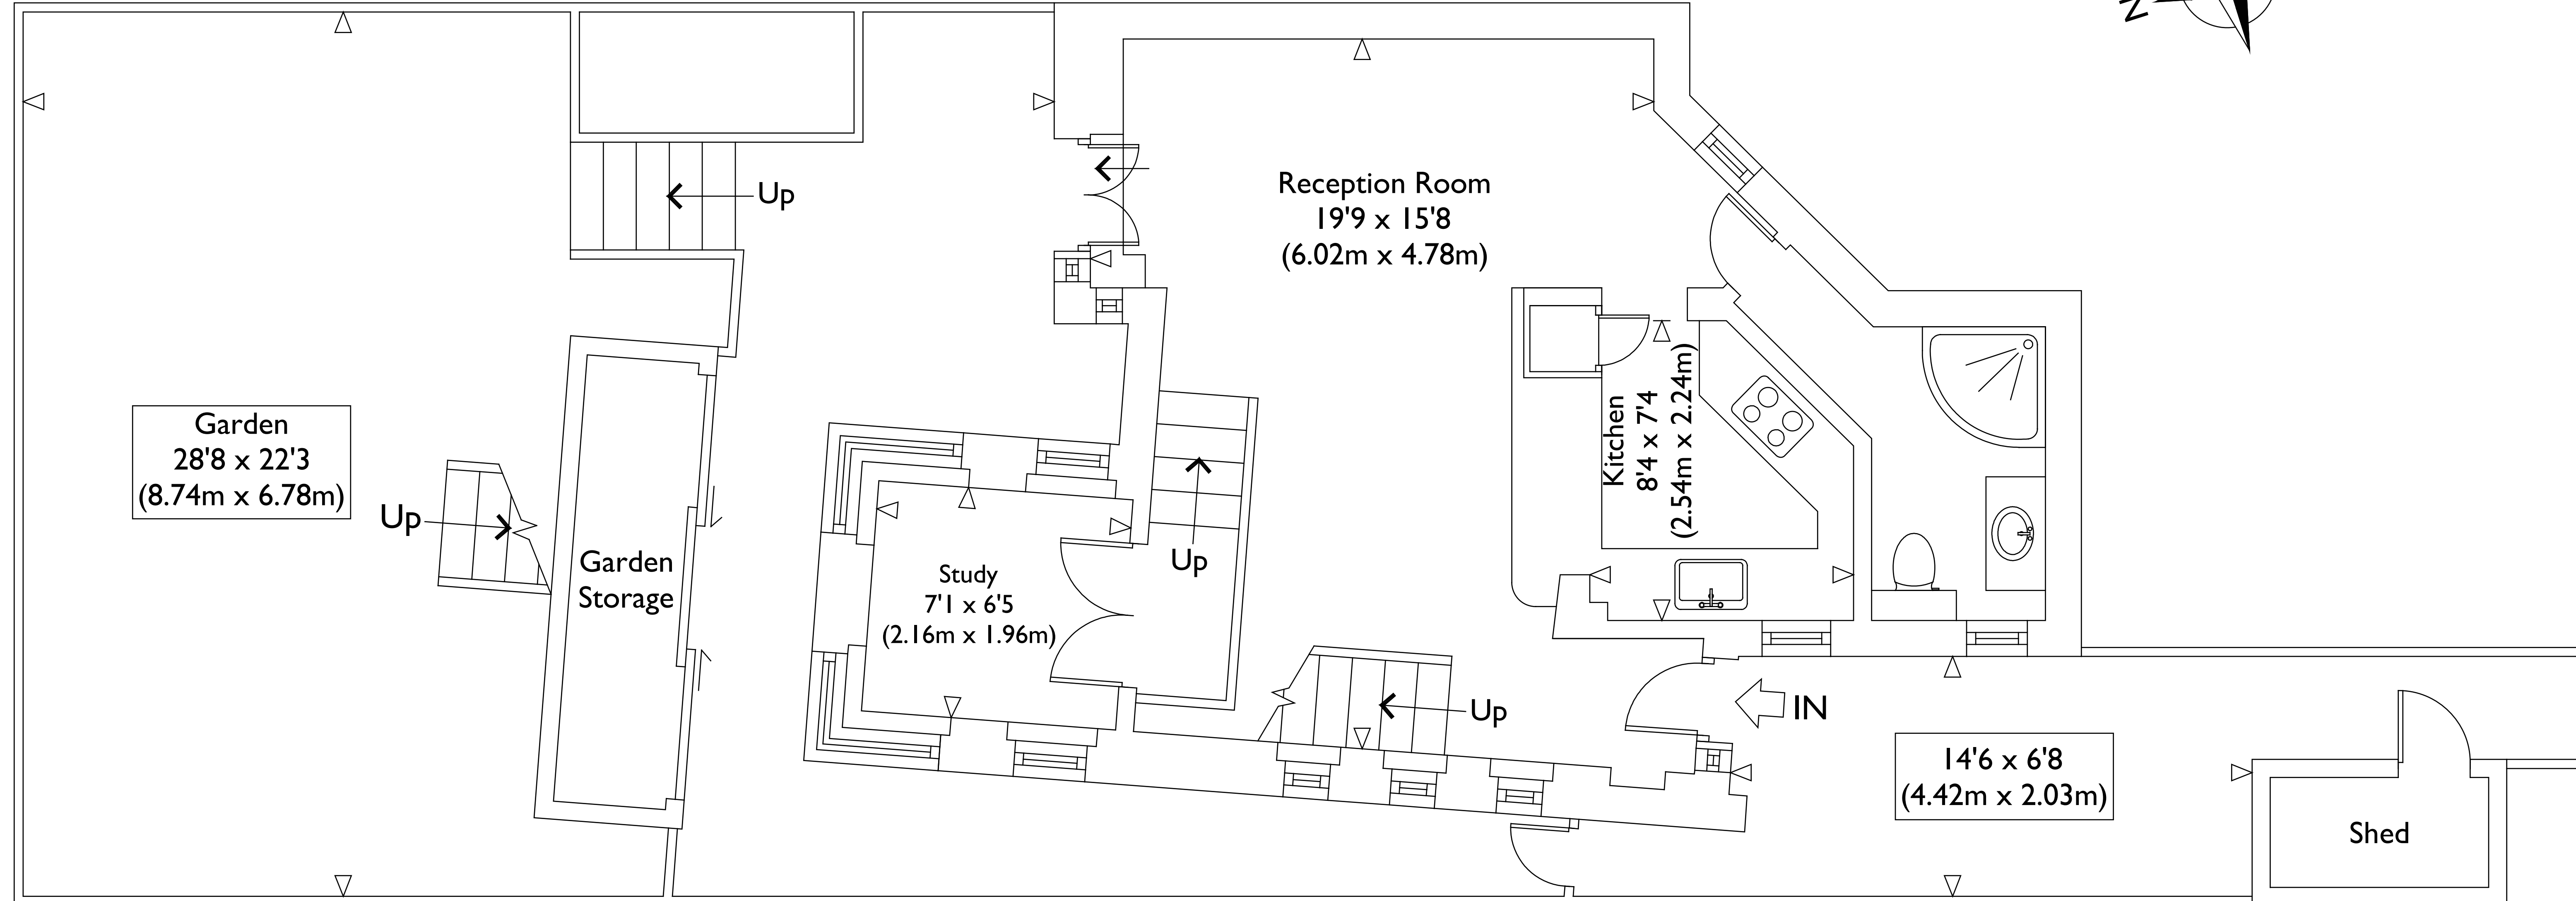 N
Up
Reception Room
19'9 x 15'8
(6.02m x 4.78m)
Garden
28'8 x 22'3
(8.74m x 6.78m)
Up
Garden
Storage
Study
7'1 x 6'5
(2.16m x 1.96m)
Up
Kitchen
8'4 x 7'4
(2.54m x 2.24m)
Up
IN
14'6 x 6'8
(4.42m x 2.03m)
Shed